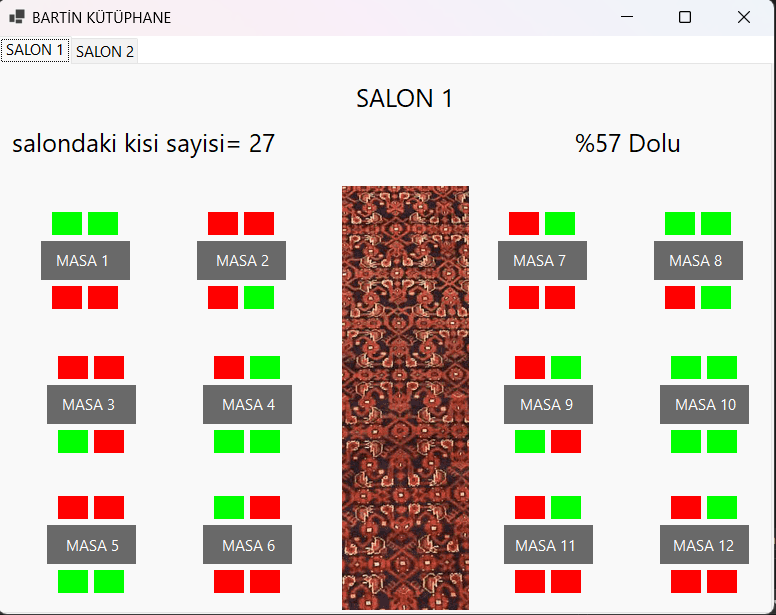 BARTİN KÜTÜPHANE
SALON 1
SALON 2
SALON 1
salondaki kisi sayisi= 27
%57 Dolu
MASA 1
MASA 2
MASA 7
MASA 8
MASA 3
MASA 4
MASA 9
MASA 10
MASA 5
MASA 6
MASA 11
MASA 12